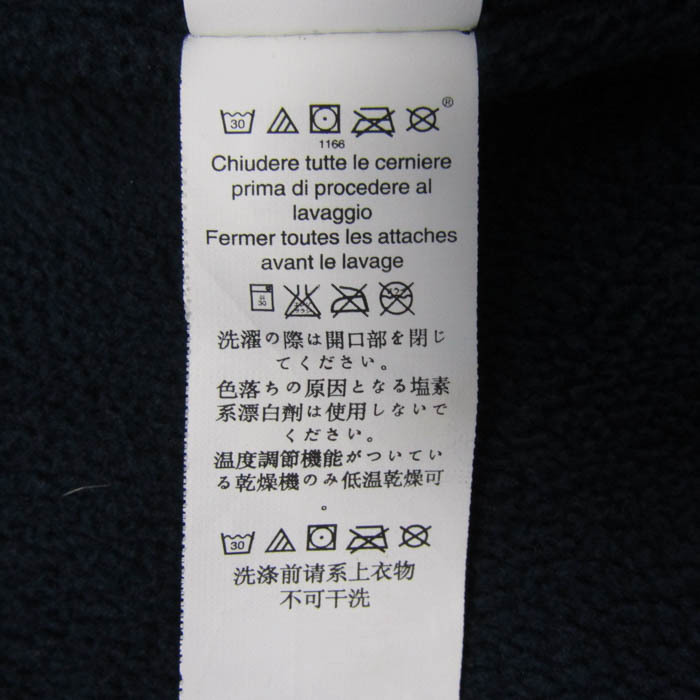 30 ®
1166
Chiudere tutte le cerniere
prima di procedere al
lavaggio
Fermer toutes les attaches
avant le lavage
30
洗濯の際は開口部を閉じ
てください。
色落ちの原因となる塩素
系漂白剤は使用しないで
ください。
温度調節機能がついてい
る乾燥機のみ低温乾燥可
。
30
洗涤前请系上衣物
不可干洗